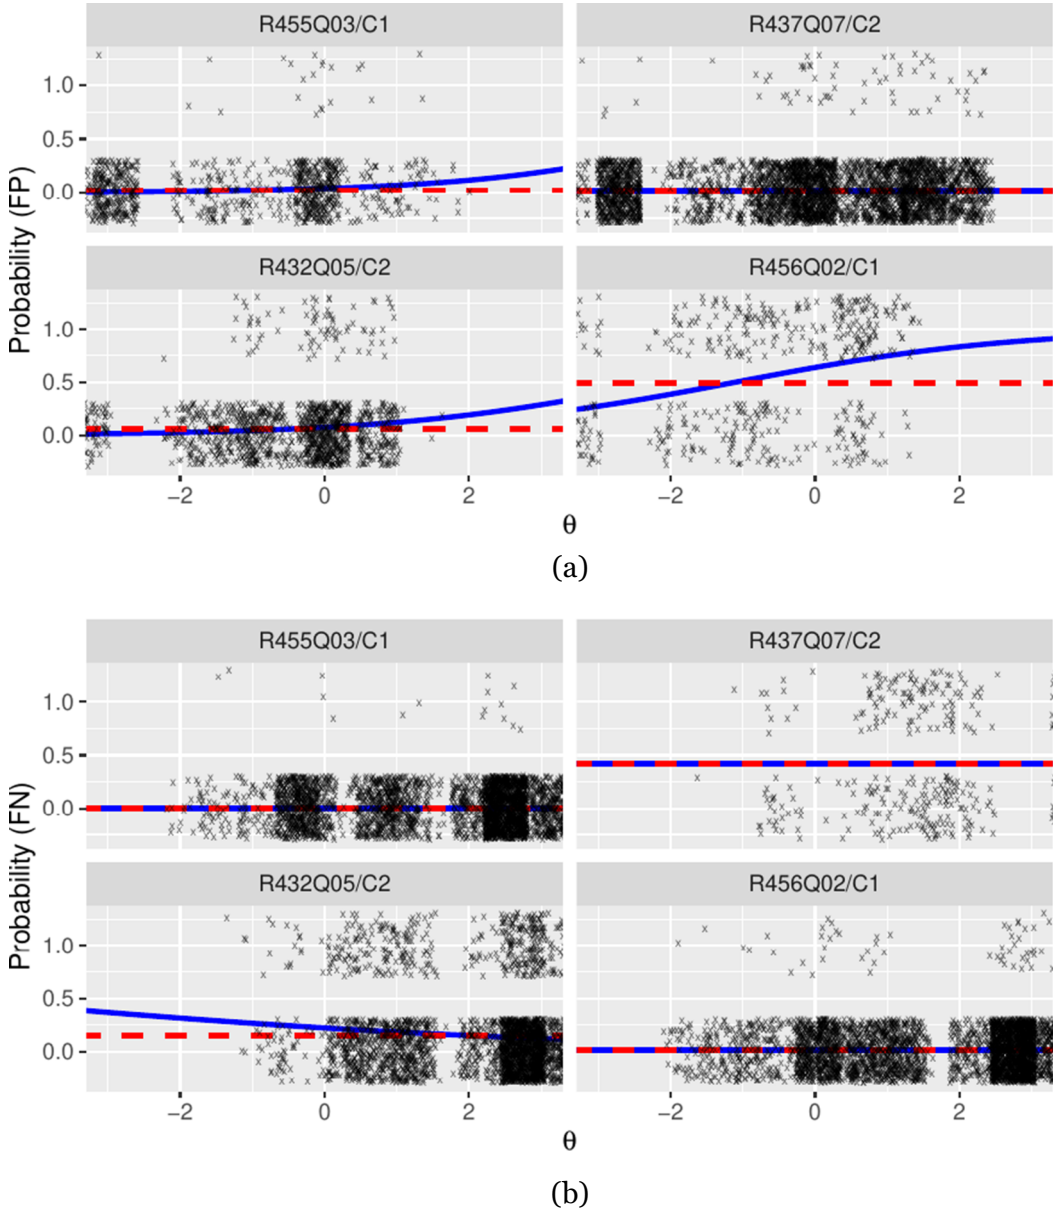 R455Q03/C1 R437Q07/C2
1.0
0.5
0.0
Probability (FP)
R432Q05/C2 R456Q02/C1
1.0
0.5
0.0
−2 0 2 −2 0 2
θ
(a)
R455Q03/C1 R437Q07/C2
1.0
0.5
0.0
Probability (FN)
R432Q05/C2 R456Q02/C1
1.0
0.5
0.0
−2 0 2 −2 0 2
θ
(b)